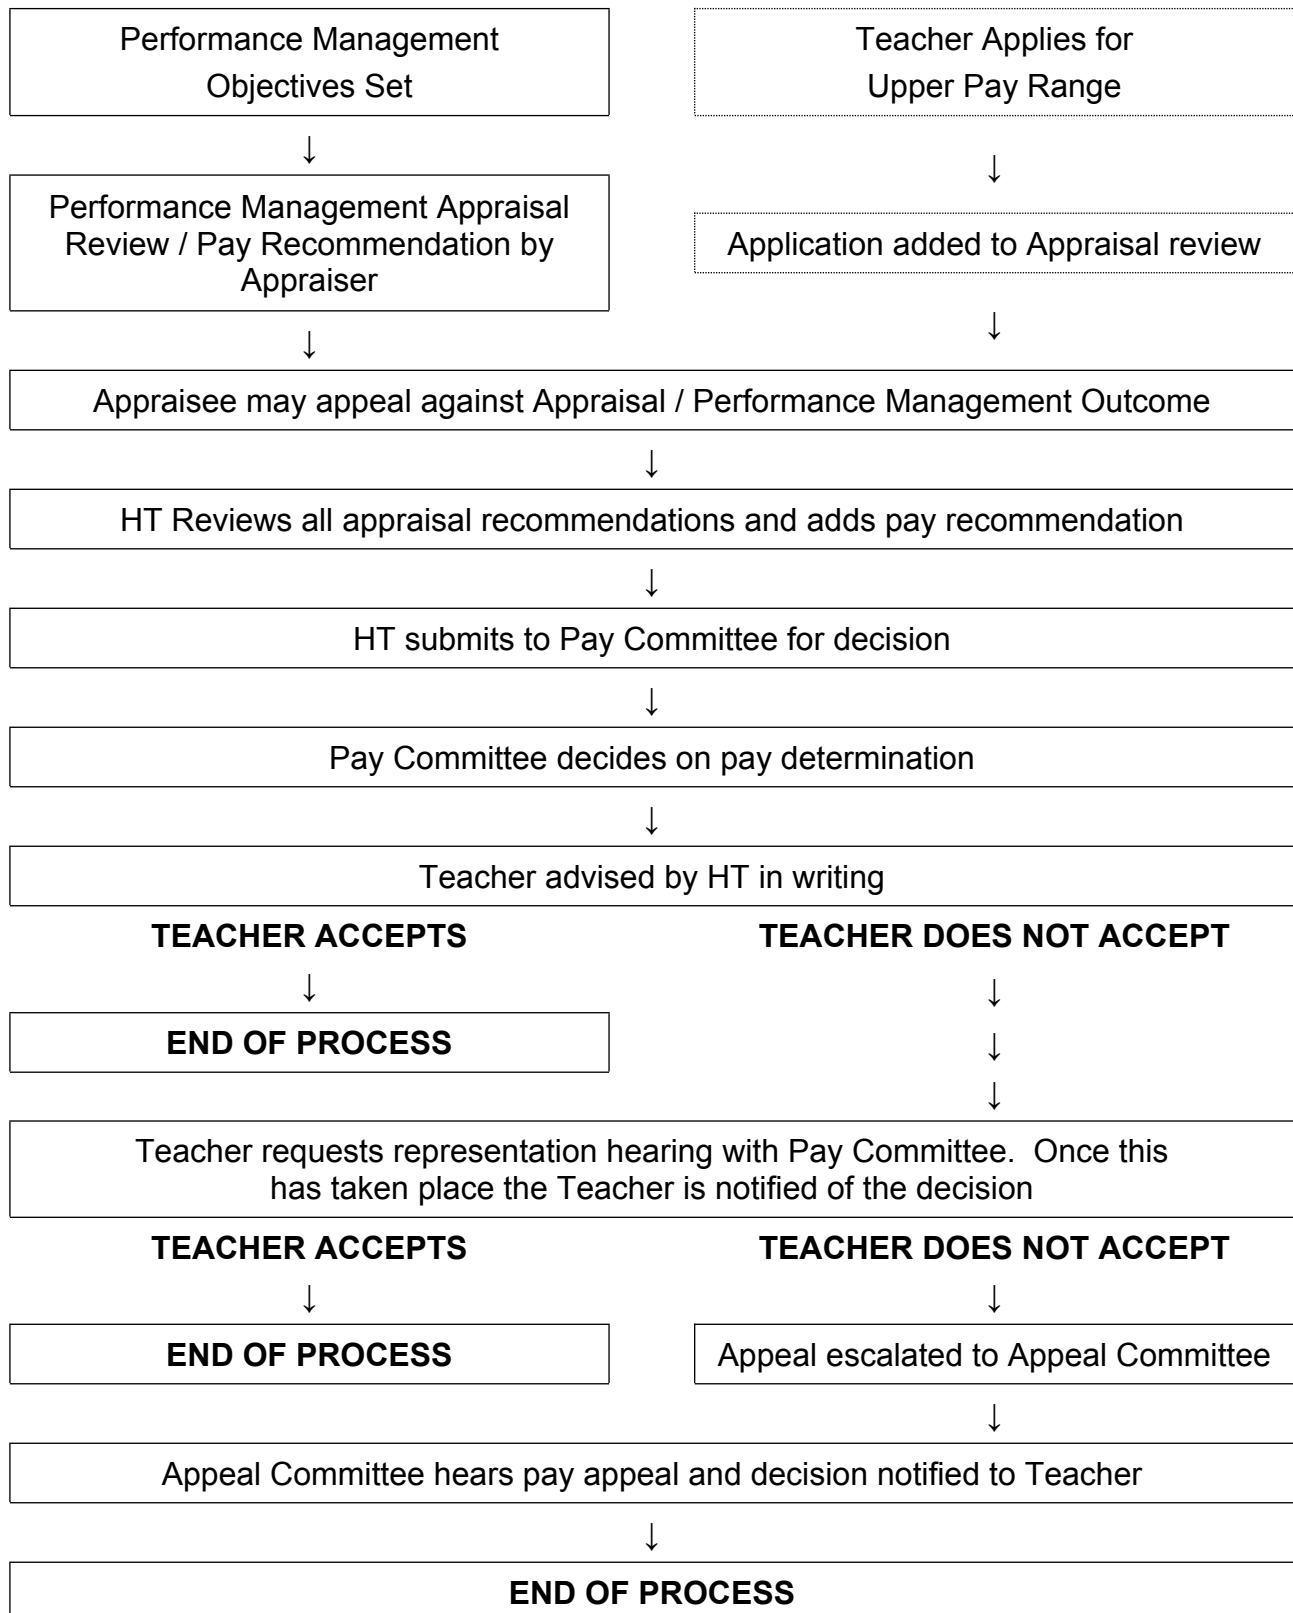 Performance Management
Objectives Set
Teacher Applies for
Upper Pay Range
↓
↓
Performance Management Appraisal
Review / Pay Recommendation by
Appraiser
Application added to Appraisal review
↓
↓
Appraisee may appeal against Appraisal / Performance Management Outcome
↓
HT Reviews all appraisal recommendations and adds pay recommendation
↓
HT submits to Pay Committee for decision
↓
Pay Committee decides on pay determination
↓
Teacher advised by HT in writing
TEACHER ACCEPTS
TEACHER DOES NOT ACCEPT
↓
↓
END OF PROCESS
↓
↓
Teacher requests representation hearing with Pay Committee.  Once this
has taken place the Teacher is notified of the decision
TEACHER ACCEPTS
TEACHER DOES NOT ACCEPT
↓
↓
END OF PROCESS
Appeal escalated to Appeal Committee
↓
Appeal Committee hears pay appeal and decision notified to Teacher
↓
END OF PROCESS